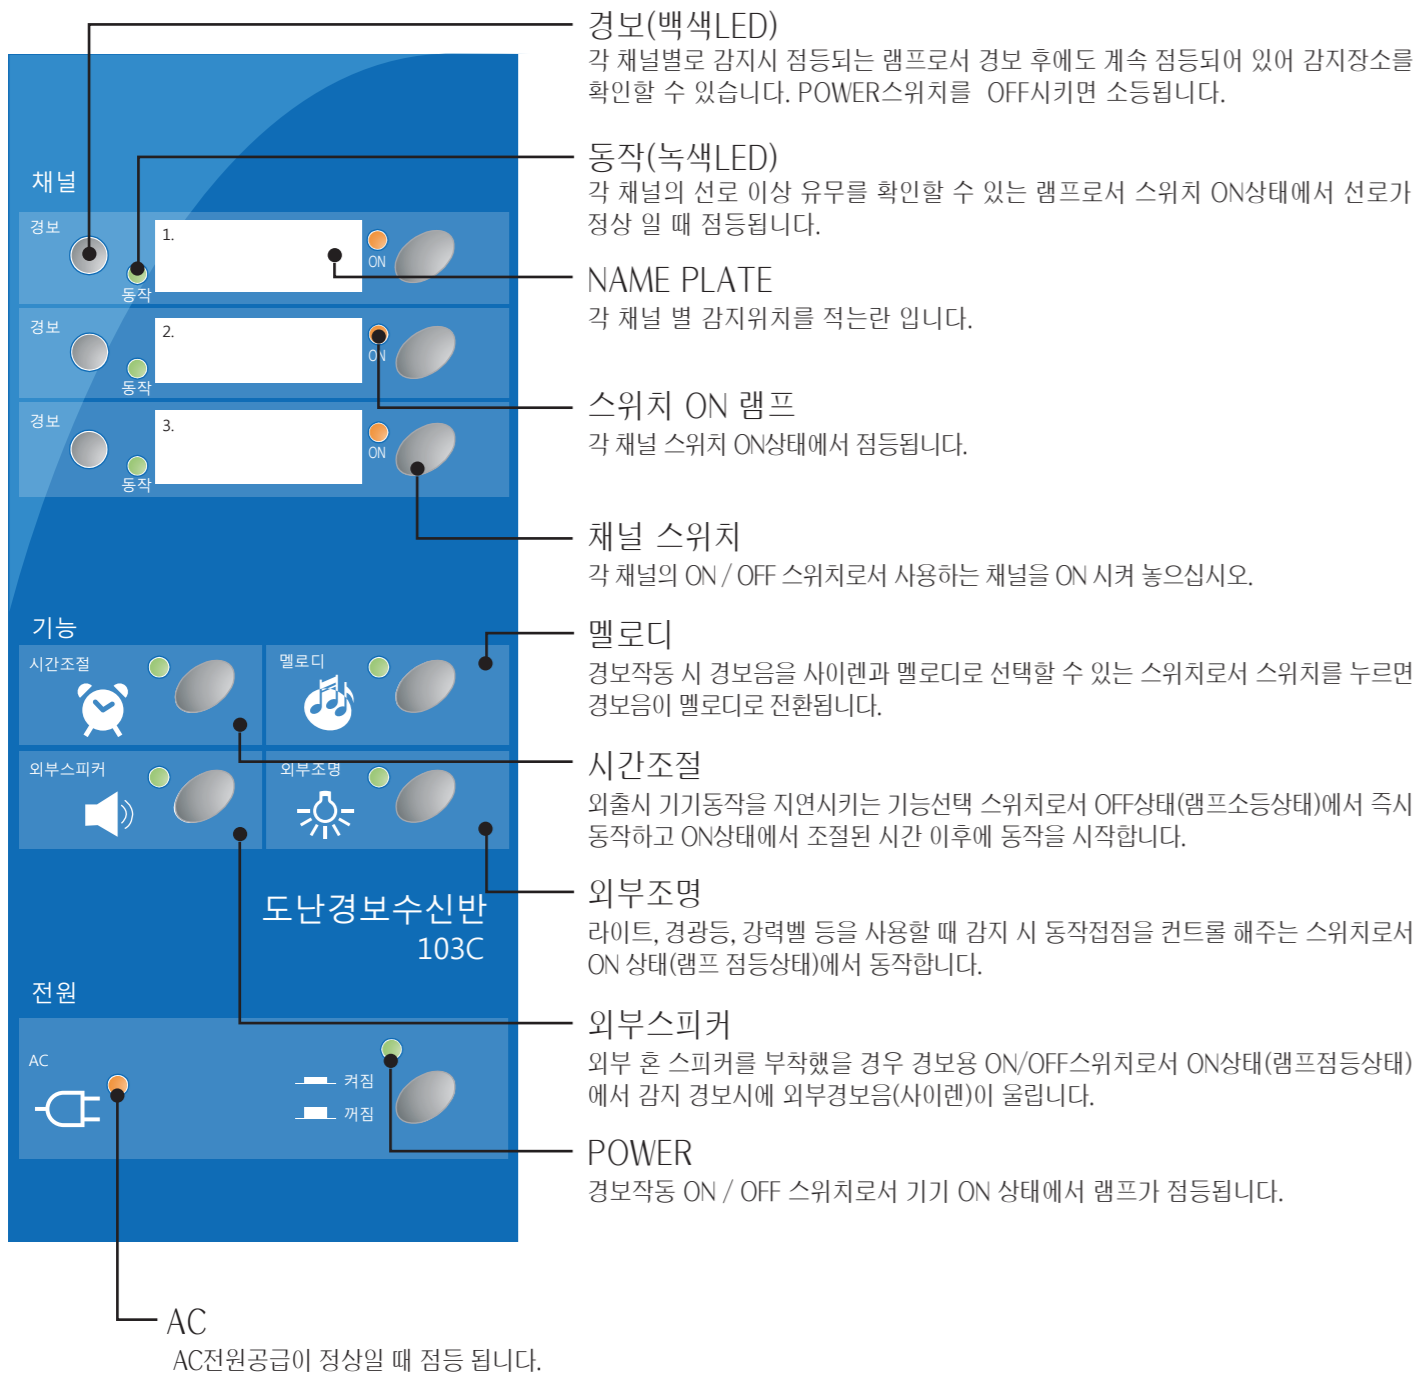 경보(백색LED)
각 채널별로 감지시 점등되는 램프로서 경보 후에도 계속 점등되어 있어 감지장소를
확인할 수 있습니다. POWER스위치를 OFF시키면 소등됩니다.
동작(녹색LED)
각 채널의 선로 이상 유무를 확인할 수 있는 램프로서 스위치 ON상태에서 선로가
정상 일 때 점등됩니다.
NAME PLATE
각 채널 별 감지위치를 적는란 입니다.
스위치 ON 램프
각 채널 스위치 ON상태에서 점등됩니다.
채널 스위치
각 채널의 ON / OFF 스위치로서 사용하는 채널을 ON 시켜 놓으십시오.
멜로디
경보작동 시 경보음을 사이렌과 멜로디로 선택할 수 있는 스위치로서 스위치를 누르면
경보음이 멜로디로 전환됩니다.
시간조절
외출시 기기동작을 지연시키는 기능선택 스위치로서 OFF상태(램프소등상태)에서 즉시
동작하고 ON상태에서 조절된 시간 이후에 동작을 시작합니다.
외부조명
라이트, 경광등, 강력벨 등을 사용할 때 감지 시 동작접점을 컨트롤 해주는 스위치로서
ON 상태(램프 점등상태)에서 동작합니다.
외부스피커
외부 혼 스피커를 부착했을 경우 경보용 ON/OFF스위치로서 ON상태(램프점등상태)
에서 감지 경보시에 외부경보음(사이렌)이 울립니다.
POWER
경보작동 ON / OFF 스위치로서 기기 ON 상태에서 램프가 점등됩니다.
채널
경보
동작
1.
ON
경보
동작
2.
ON
경보
동작
3.
ON
기능
시간조절
멜로디
외부스피커
외부조명
도난경보수신반
103C
전원
AC
켜짐
꺼짐
AC
AC전원공급이 정상일 때 점등 됩니다.